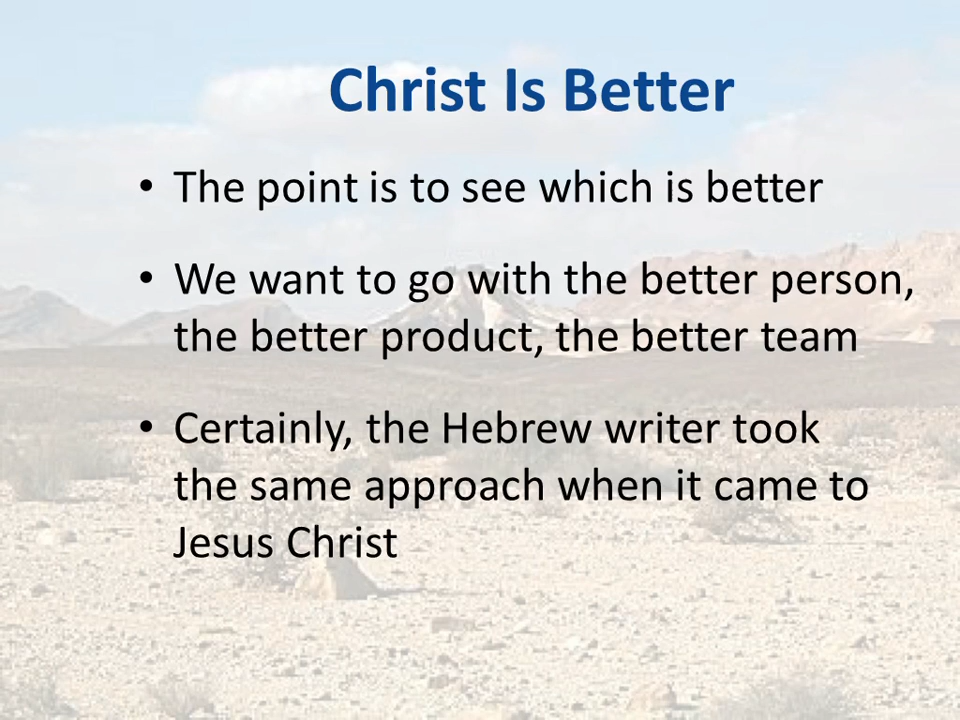 Christ Is Better
• The point is to see which is better
• We want to go with the better person,
the better product, the better team
• Certainly, the Hebrew writer took
the same approach when it came to
Jesus Christ